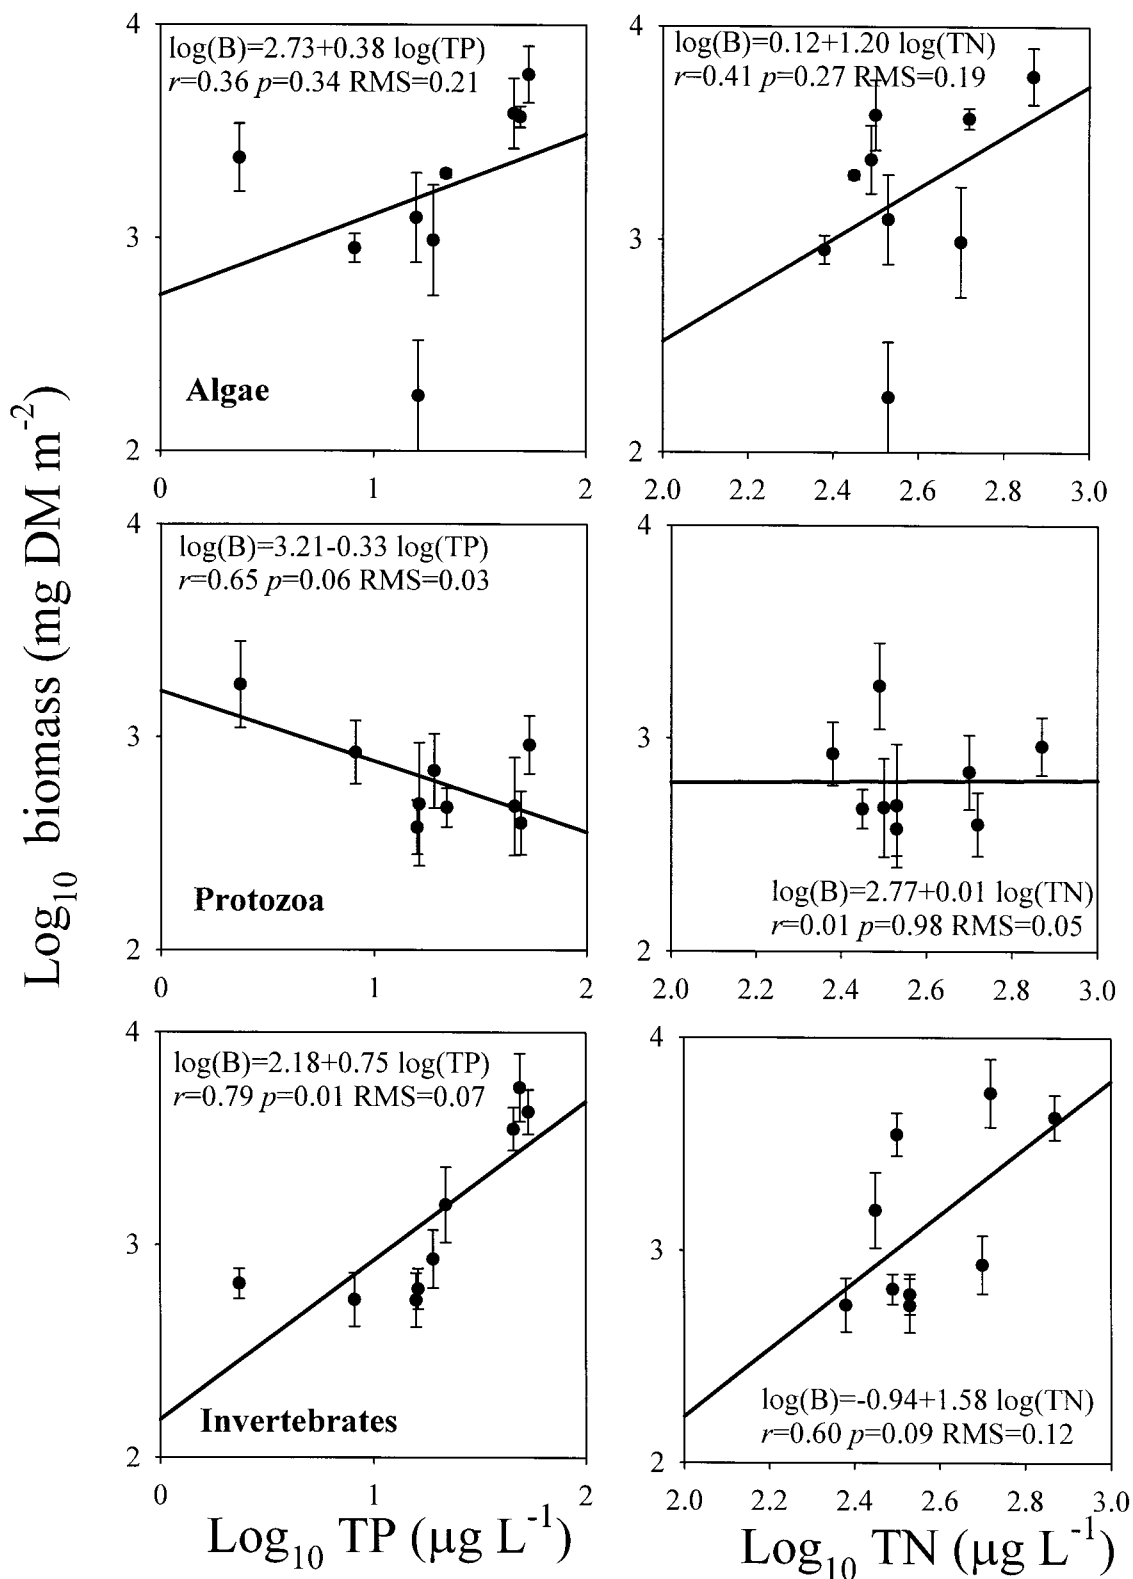 Log₁₀ biomass (mg DM m⁻²)
4
3
2
log(B)=2.73+0.38 log(TP)
r=0.36 p=0.34 RMS=0.21
Algae
0 1 2
4
3
2
log(B)=0.12+1.20 log(TN)
r=0.41 p=0.27 RMS=0.19
2.0 2.2 2.4 2.6 2.8 3.0
4
3
2
log(B)=3.21-0.33 log(TP)
r=0.65 p=0.06 RMS=0.03
Protozoa
0 1 2
4
3
2
log(B)=2.77+0.01 log(TN)
r=0.01 p=0.98 RMS=0.05
2.0 2.2 2.4 2.6 2.8 3.0
4
3
2
log(B)=2.18+0.75 log(TP)
r=0.79 p=0.01 RMS=0.07
Invertebrates
0 1 2
Log₁₀ TP (µg L⁻¹)
4
3
2
log(B)=-0.94+1.58 log(TN)
r=0.60 p=0.09 RMS=0.12
2.0 2.2 2.4 2.6 2.8 3.0
Log₁₀ TN (µg L⁻¹)